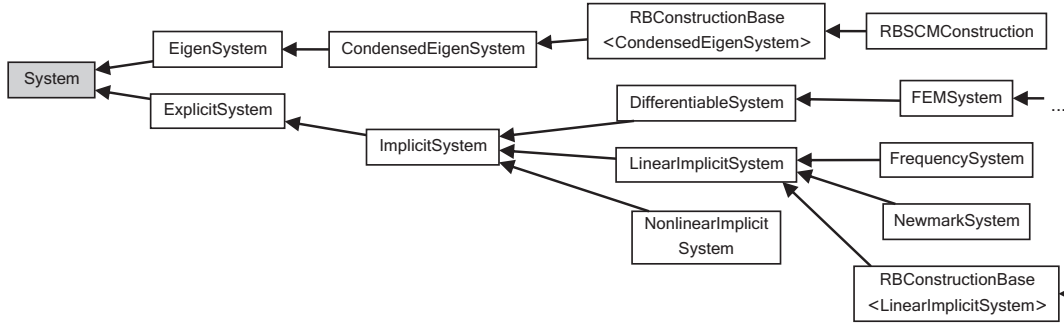 RBConstructionBase
<CondensedEigenSystem>
RBSCMConstruction
EigenSystem
CondensedEigenSystem
System
DifferentiableSystem
FEMSystem
...
ExplicitSystem
ImplicitSystem
LinearImplicitSystem
FrequencySystem
NonlinearImplicit
System
NewmarkSystem
RBConstructionBase
<LinearImplicitSystem>